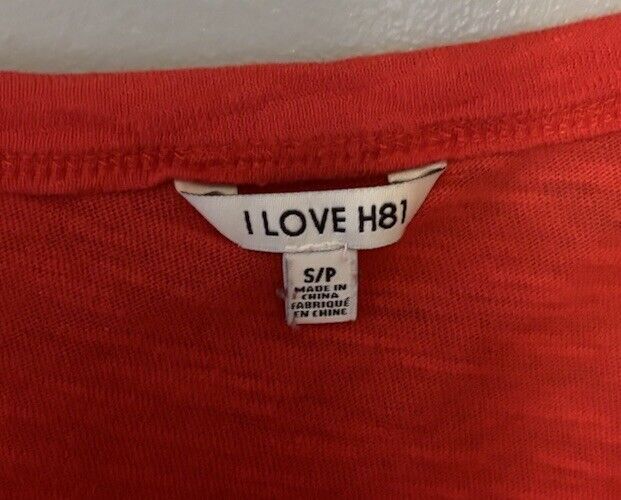 I LOVE H81
S/P
MADE IN
CHINA
FABRIQUÉ
EN CHINE